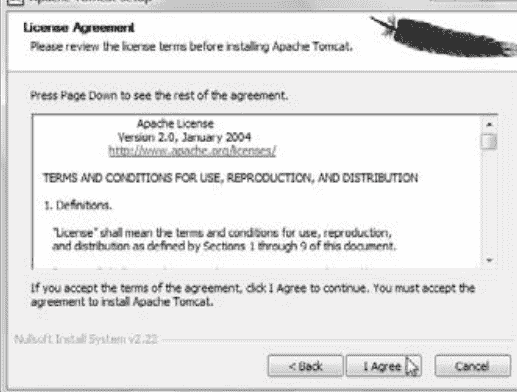 Apache Tomcat Setup
License Agreement
Please review the license terms before installing Apache Tomcat.
Press Page Down to see the rest of the agreement.
Apache License
Version 2.0, January 2004
http://www.apache.org/licenses/
TERMS AND CONDITIONS FOR USE, REPRODUCTION, AND DISTRIBUTION
1. Definitions.
"License" shall mean the terms and conditions for use, reproduction,
and distribution as defined by Sections 1 through 9 of this document.
If you accept the terms of the agreement, click I Agree to continue. You must accept the
agreement to install Apache Tomcat.
Nullsoft Install System v2.22
< Back I Agree Cancel